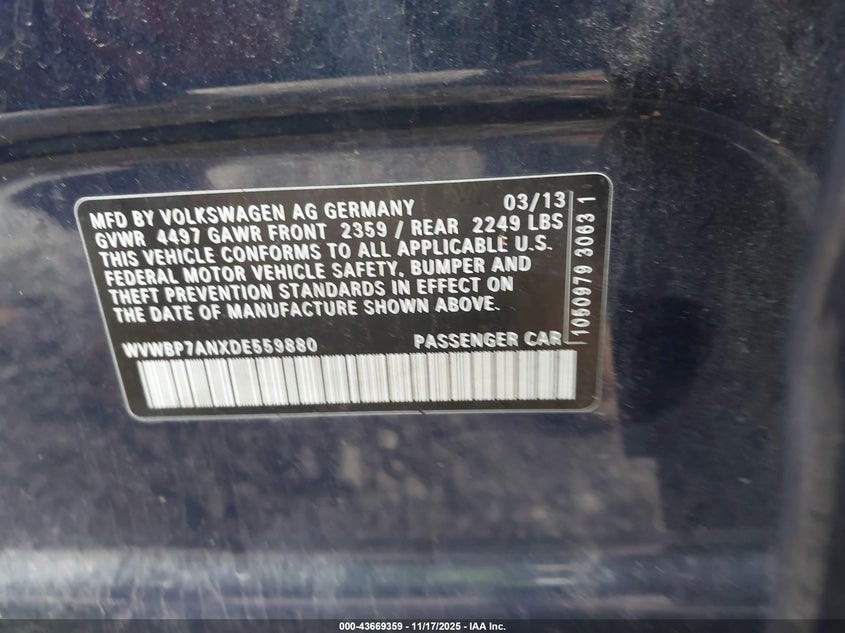 MFD BY VOLKSWAGEN AG GERMANY 03/13
GVWR 4497 GAWR FRONT 2359 / REAR 2249 LBS
THIS VEHICLE CONFORMS TO ALL APPLICABLE U.S.
FEDERAL MOTOR VEHICLE SAFETY, BUMPER AND
THEFT PREVENTION STANDARDS IN EFFECT ON
THE DATE OF MANUFACTURE SHOWN ABOVE.
WVWBP7ANXDE559880 PASSENGER CAR
1050979 3063 1
000-43669359 - 11/17/2025 - IAA Inc.